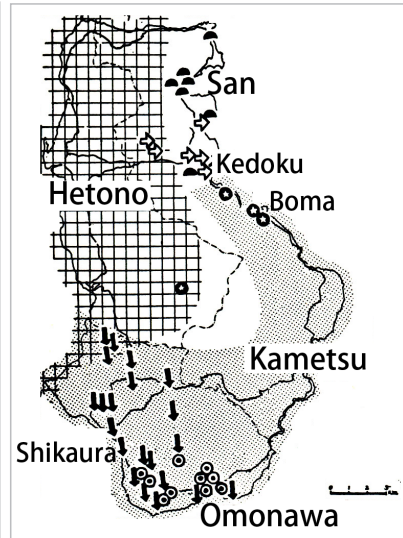 San
Kedoku
Hetono
Boma
Kametsu
Shikaura
Omonawa